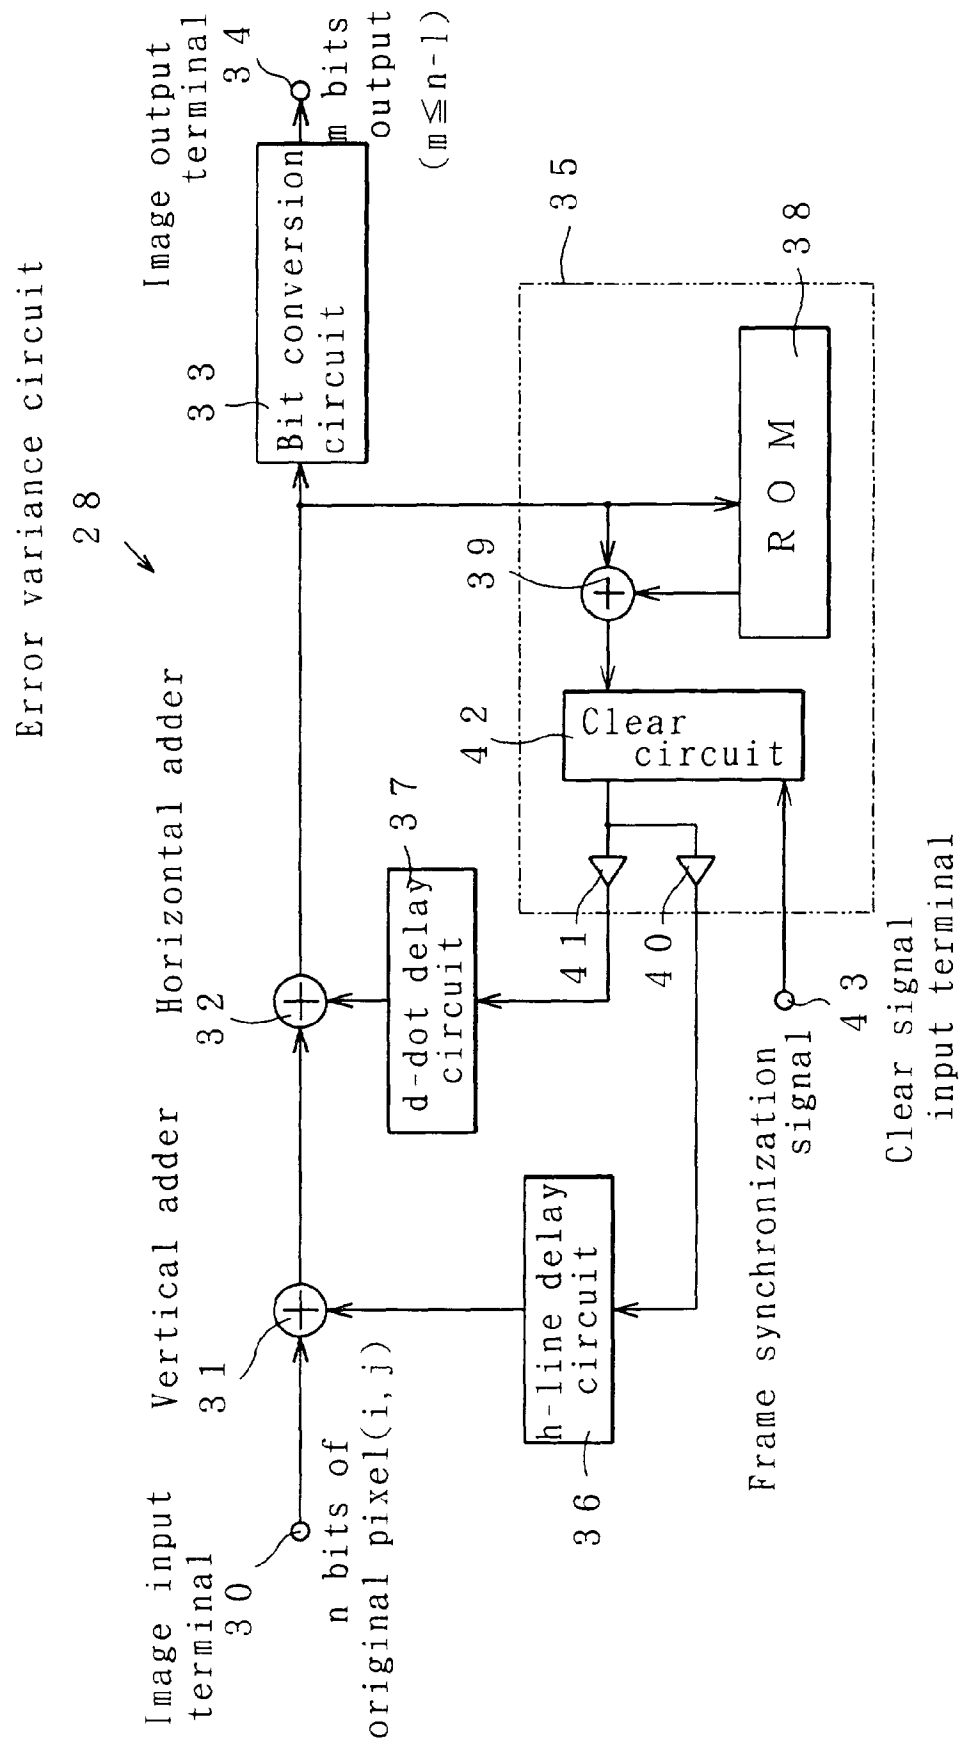 Error variance circuit
28
Image input
terminal
30
n bits of
original pixel(i,j)
Vertical adder
31
Horizontal adder
32
33
Bit conversion
circuit
Image output
terminal
34
m bits
output
(m≦n-1)
h-line delay
circuit
36
d-dot delay
circuit
37
41
40
42
Clear
circuit
39
ROM
38
35
Frame synchronization
signal
43
Clear signal
input terminal